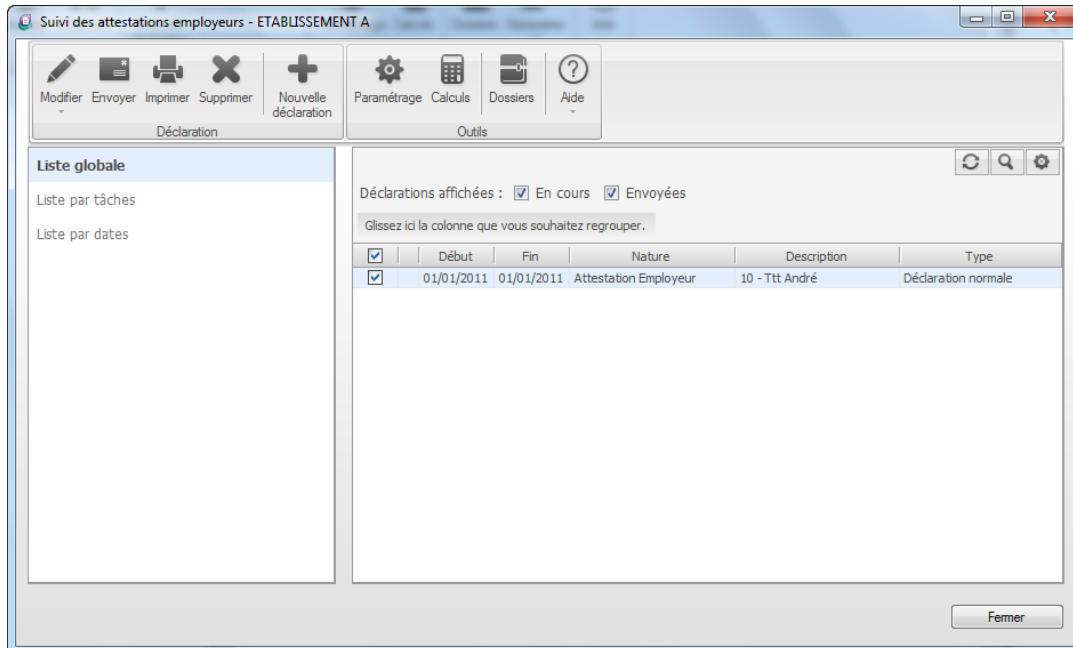 Suivi des attestations employeurs - ETABLISSEMENT A
Modifier Envoyer Imprimer Supprimer Nouvelle déclaration Paramétrage Calculs Dossiers Aide
Déclaration Outils
Liste globale
Liste par tâches
Liste par dates
Déclarations affichées : En cours Envoyées
Glissez ici la colonne que vous souhaitez regrouper.
Début Fin Nature Description Type
01/01/2011 01/01/2011 Attestation Employeur 10 - Ttt André Déclaration normale
Fermer